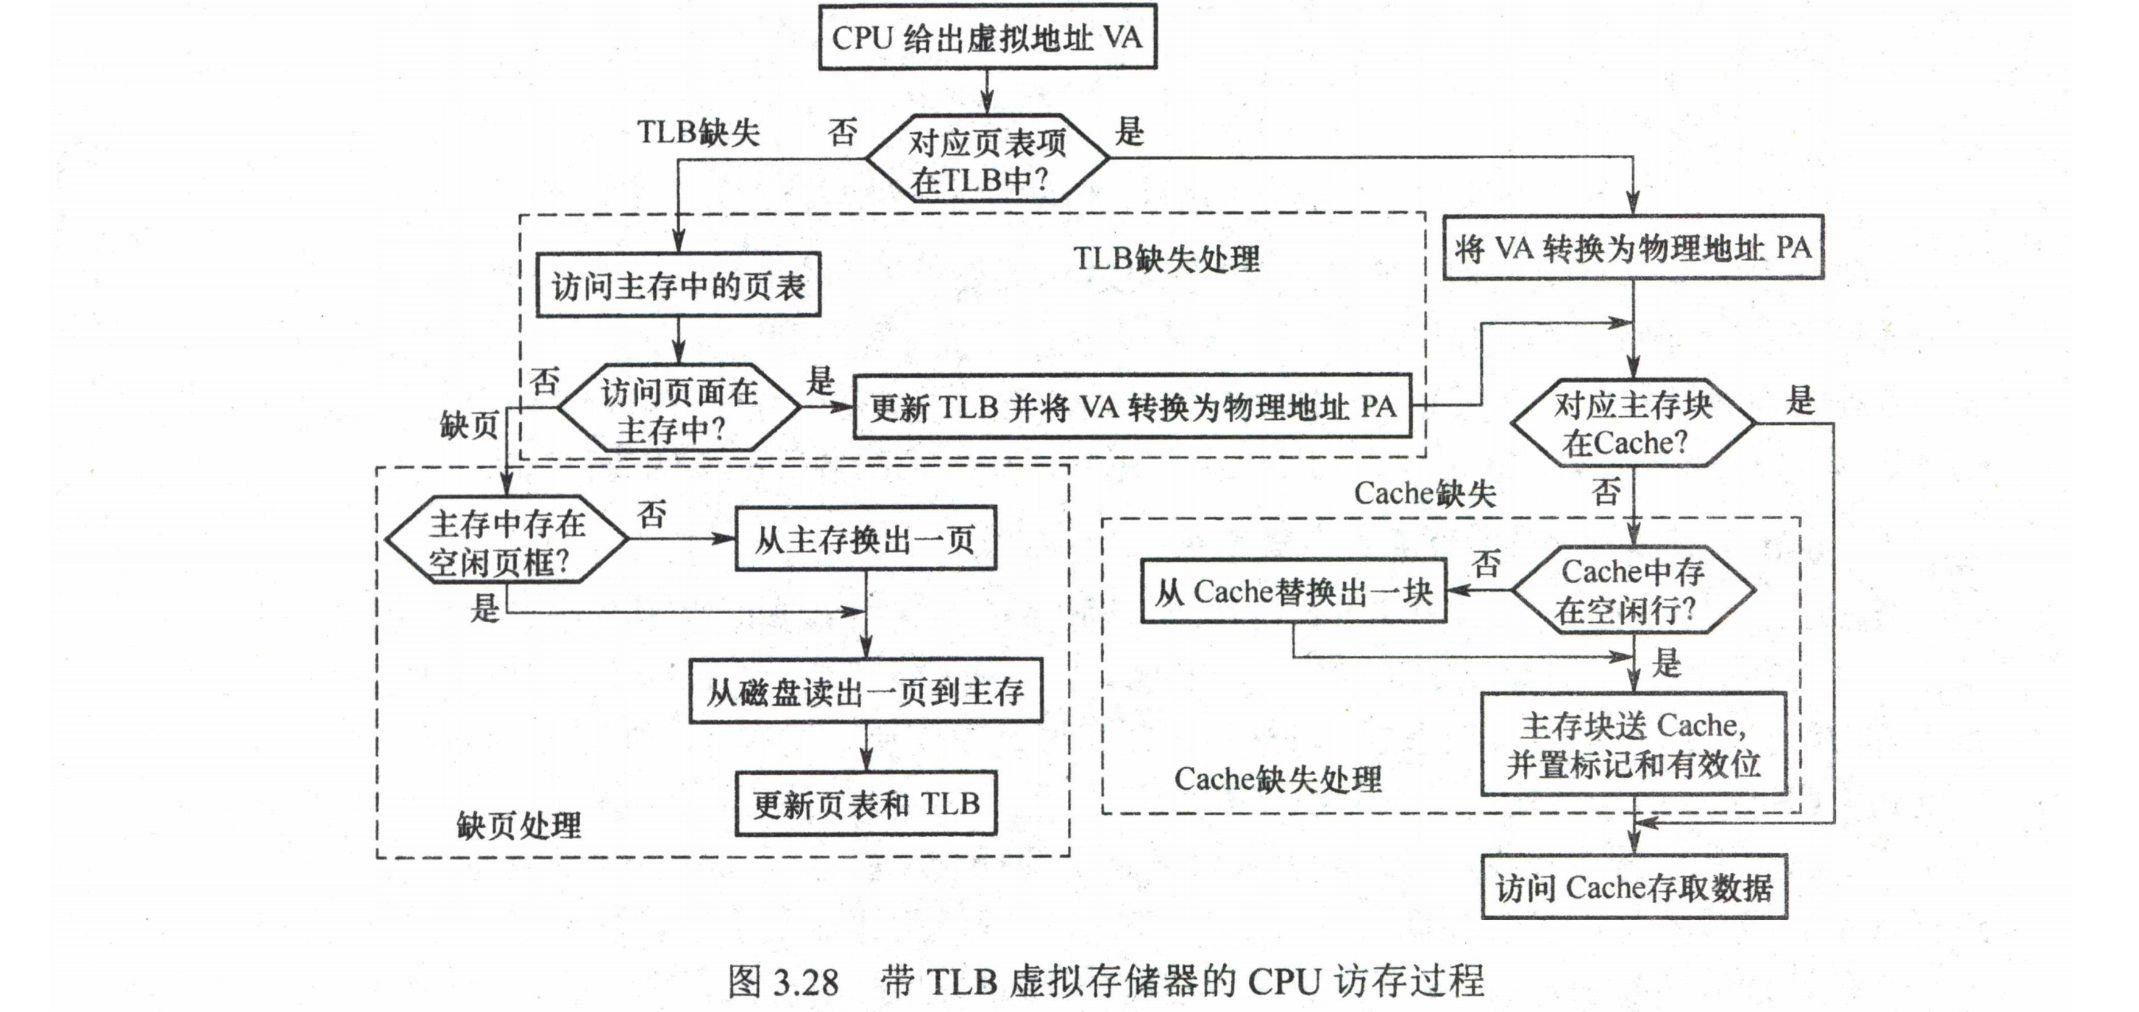 CPU 给出虚拟地址 VA
TLB缺失
否
对应页表项
在TLB中?
是
TLB缺失处理
将 VA 转换为物理地址 PA
访问主存中的页表
否
访问页面在
主存中?
是
更新 TLB 并将 VA 转换为物理地址 PA
缺页
对应主存块
在Cache?
是
Cache缺失
否
主存中存在
空闲页框?
否
从主存换出一页
是
从 Cache替换出一块
否
Cache中存
在空闲行?
是
从磁盘读出一页到主存
主存块送 Cache,
并置标记和有效位
Cache缺失处理
更新页表和 TLB
缺页处理
访问 Cache存取数据
图 3.28 带 TLB 虚拟存储器的 CPU 访存过程